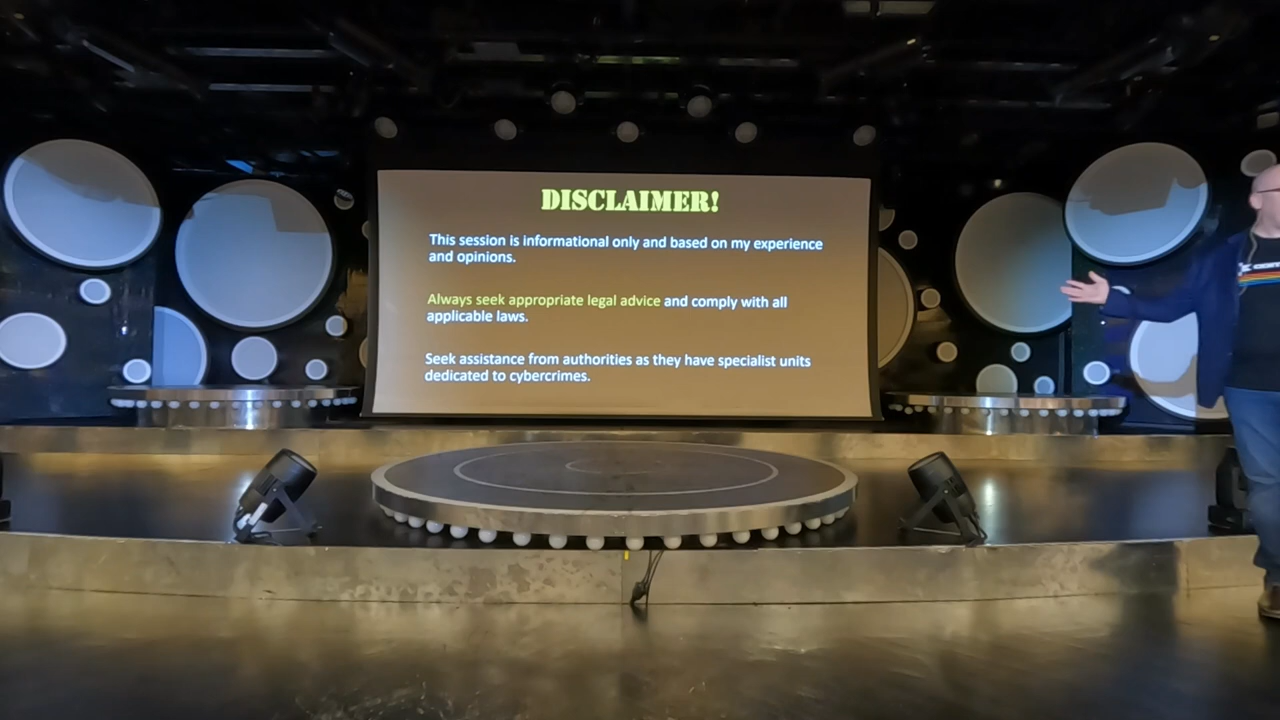 DISCLAIMER!
This session is informational only and based on my experience
and opinions.
Always seek appropriate legal advice and comply with all
applicable laws.
Seek assistance from authorities as they have specialist units
dedicated to cybercrimes.